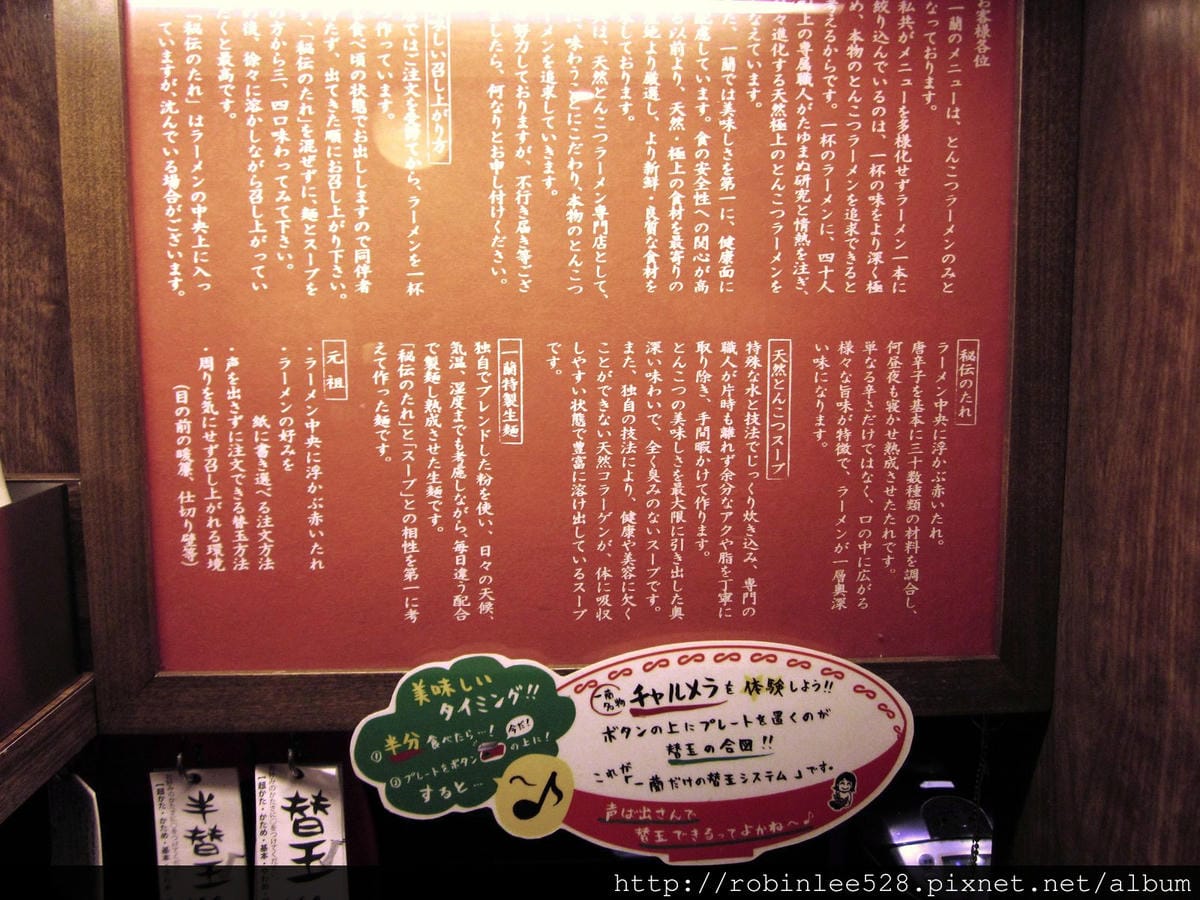 お客様各位
一蘭のメニューは、とんこつラーメンのみと
なっております。
私共がメニューを多様化せずラーメン一本に
絞り込んでいるのは、一杯の味をより深く極
め、本物のとんこつラーメンを追求できると
考えるからです。一杯のラーメンに、四十人
以上の専属職人がたゆまぬ研究と情熱を注ぎ、
々進化する天然極上のとんこつラーメンを
なえています。
た、一蘭では美味しさを第一に、健康面に
配慮しています。食の安全性への関心が高
る以前より、天然・極上の食材を最寄りの
地より厳選し、より新鮮・良質な食材を
しております。
は、天然とんこつラーメン専門店として、
、味わうことにこだわり、本物のとんこつ
ーメンを追求していきます。
努力しておりますが、不行き届き等ござ
したら、何なりとお申し付けください。
味しい召し上がり方
店ではご注文を受けてから、ラーメンを一杯
作っています。
食べ頃の状態でお出ししますので同伴者
たず、出てきた順にお召し上がり下さい。
、「秘伝のたれ」を混ぜずに、麺とスープを
方から三、四口味わってみて下さい。
後、徐々に溶かしながら召し上がってい
だくと最高です。
「秘伝のたれ」はラーメンの中央上に入っ
ていますが、沈んでいる場合がございます。
秘伝のたれ
ラーメン中央に浮かぶ赤いたれ。
唐辛子を基本に三十数種類の材料を調合し、
何昼夜も寝かせ熟成させたたれです。
単なる辛さだけではなく、口の中に広がる
様々な旨味が特徴で、ラーメンが一層奥深
い味になります。
天然とんこつスープ
特殊な水と技法でじっくり炊き込み、専門の
職人が片時も離れず余分なアクや脂を丁寧に
取り除き、手間暇かけて作ります。
とんこつの美味しさを最大限に引き出した奥
深い味わいで、全く臭みのないスープです。
また、独自の技法により、健康や美容に欠く
ことができない天然コラーゲンが、体に吸収
しやすい状態で豊富に溶け出しているスープ
です。
一蘭特製生麺
独自でブレンドした粉を使い、日々の天候、
気温、湿度までも考慮しながら、毎日違う配合
で製麺し熟成させた生麺です。
「秘伝のたれ」と、「スープ」との相性を第一に考
えて作った麺です。
元祖
・ラーメン中央に浮かぶ赤いたれ
・ラーメンの好みを
紙に書き選べる注文方法
・声を出さずに注文できる替玉方法
・周りを気にせず召し上がれる環境
(目の前の暖簾、仕切り壁等)
美味しい
タイミング!!
①半分食べたら…!
今だ!
②プレートをボタンの上に!
すると…
一蘭名物 チャルメラを体験しよう!!
ボタンの上にプレートを置くのが
替玉の合図!!
これが「一蘭だけの替玉システム」です。
声は出さんで
替玉できるってよかね〜♪
半替玉
替玉
【超かた・かため・基本・
【超かた・かため・基本・
http://robinlee528.pixnet.net/album